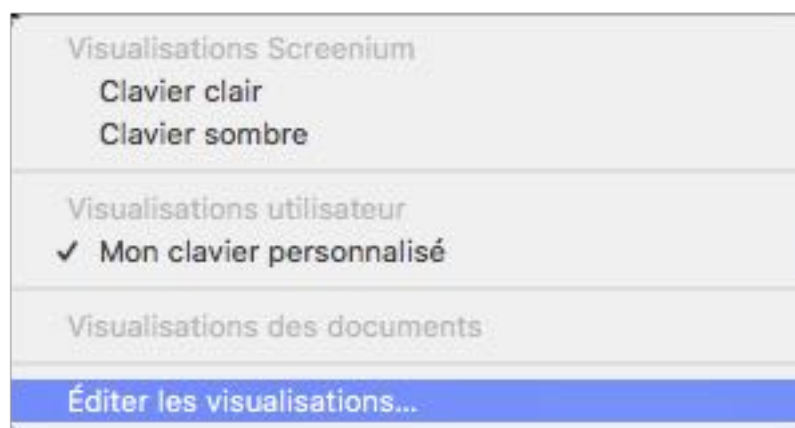 Visualisations Screenium
Clavier clair
Clavier sombre
Visualisations utilisateur
✓ Mon clavier personnalisé
Visualisations des documents
Éditer les visualisations...